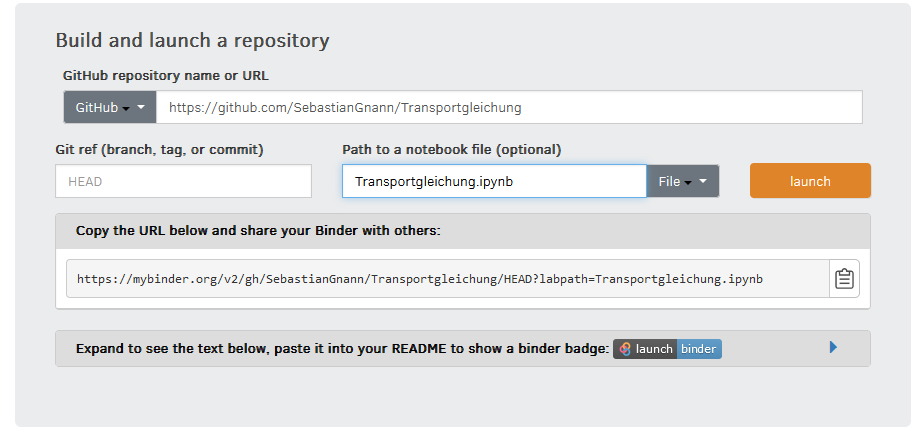 Build and launch a repository
GitHub repository name or URL
GitHub https://github.com/SebastianGnann/Transportgleichung
Git ref (branch, tag, or commit) Path to a notebook file (optional)
HEAD Transportgleichung.ipynb File launch
Copy the URL below and share your Binder with others:
https://mybinder.org/v2/gh/SebastianGnann/Transportgleichung/HEAD?labpath=Transportgleichung.ipynb
Expand to see the text below, paste it into your README to show a binder badge: launch binder